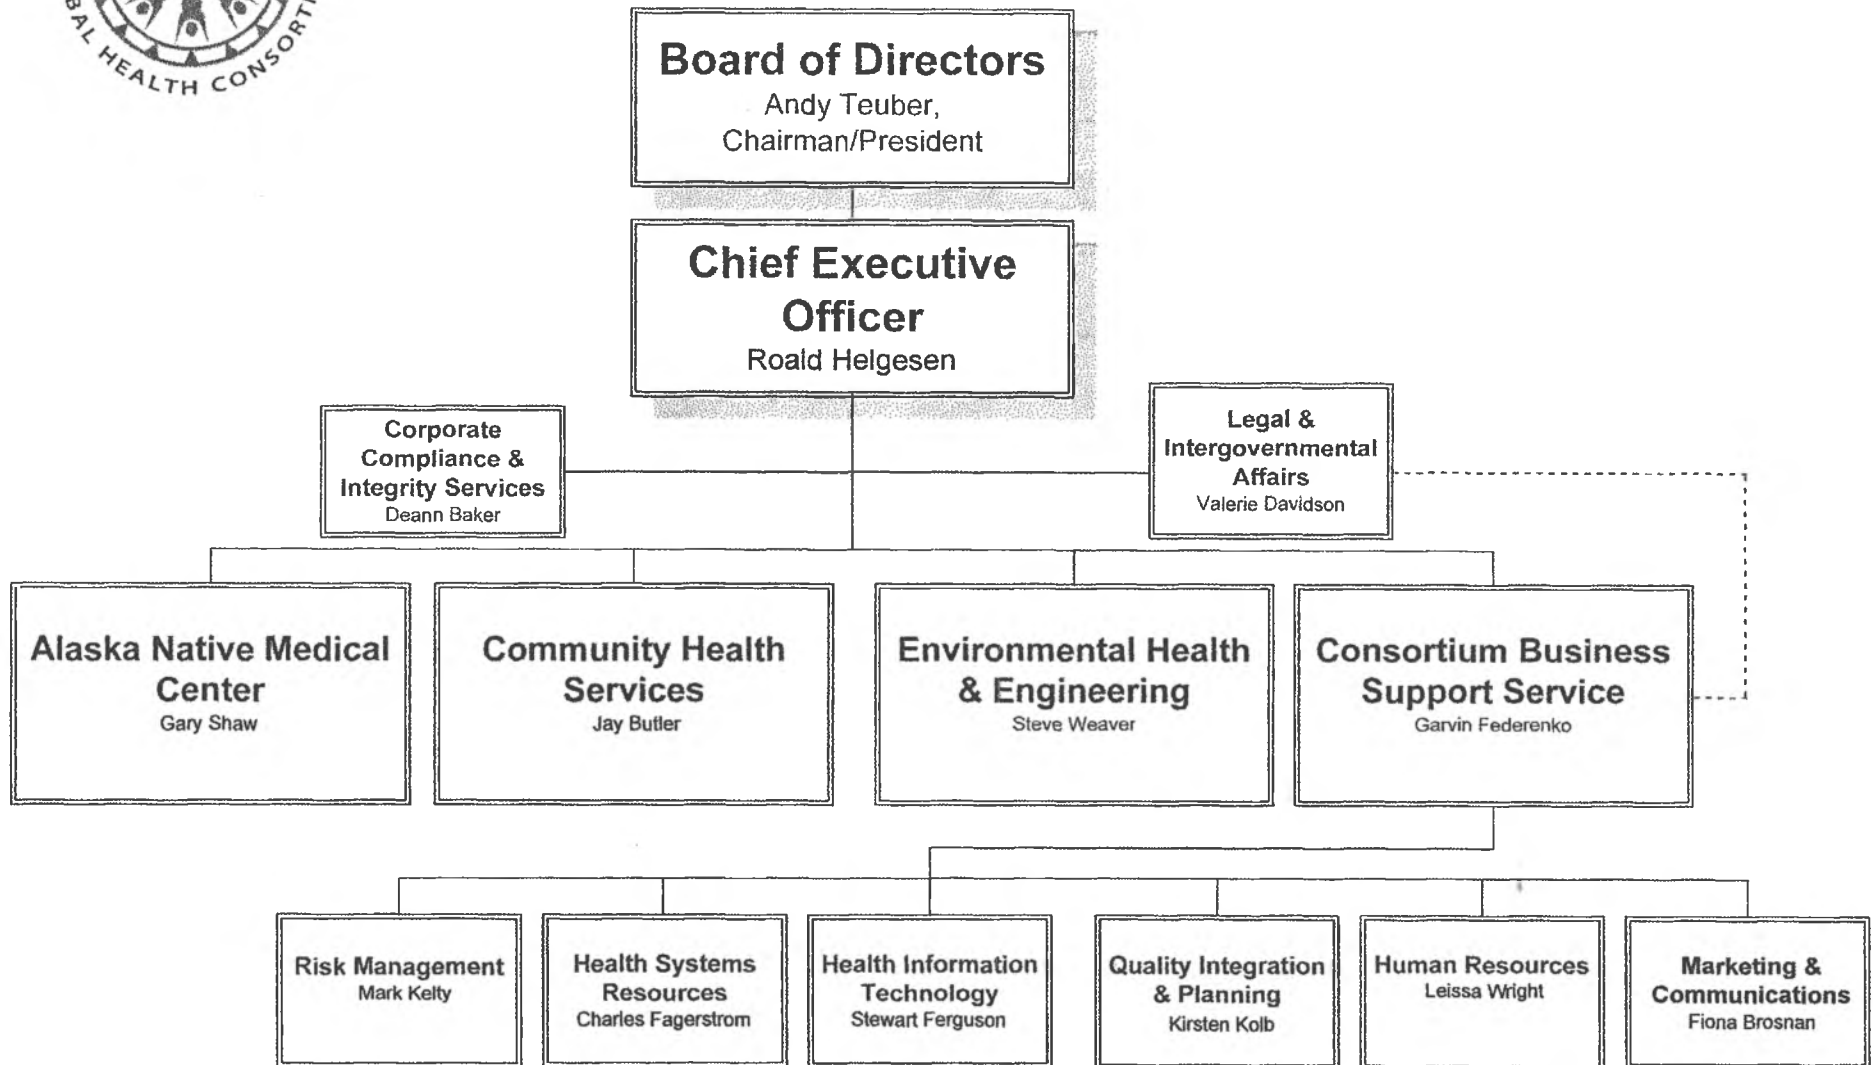 HEALTH CONSORTI
Board of Directors
Andy Teuber,
Chairman/President
Chief Executive
Officer
Roald Helgesen
Corporate
Compliance &
Integrity Services
Deann Baker
Legal &
Intergovernmental
Affairs
Valerie Davidson
Alaska Native Medical
Center
Gary Shaw
Community Health
Services
Jay Butler
Environmental Health
& Engineering
Steve Weaver
Consortium Business
Support Service
Garvin Federenko
Risk Management
Mark Kelty
Health Systems
Resources
Charles Fagerstrom
Health Information
Technology
Stewart Ferguson
Quality Integration
& Planning
Kirsten Kolb
Human Resources
Leissa Wright
Marketing &
Communications
Fiona Brosnan